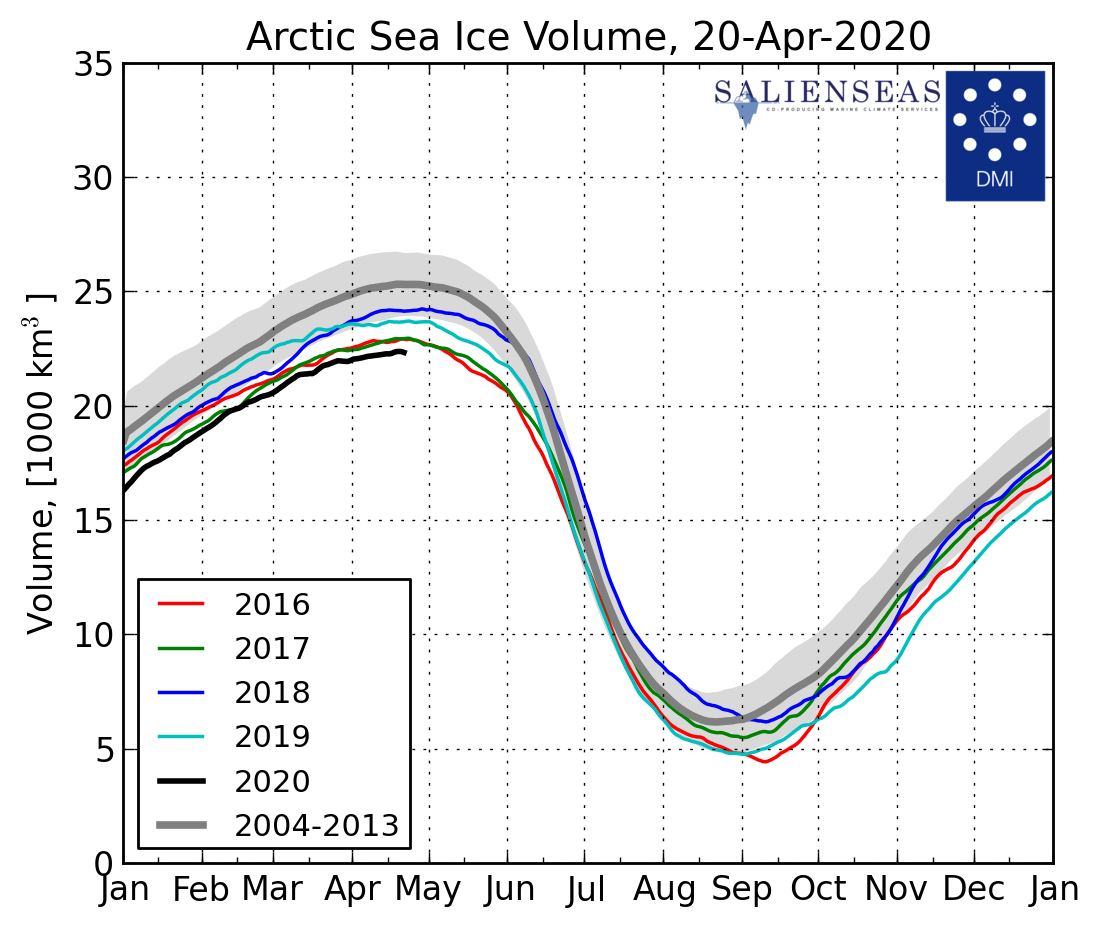 Arctic Sea Ice Volume, 20-Apr-2020
SALIENSEAS
CO-PRODUCING MARINE CLIMATE SERVICES
DMI
Volume, [1000 km³ ]
35
30
25
20
15
10
5
0
2016
2017
2018
2019
2020
2004-2013
Jan Feb Mar Apr May Jun Jul Aug Sep Oct Nov Dec Jan